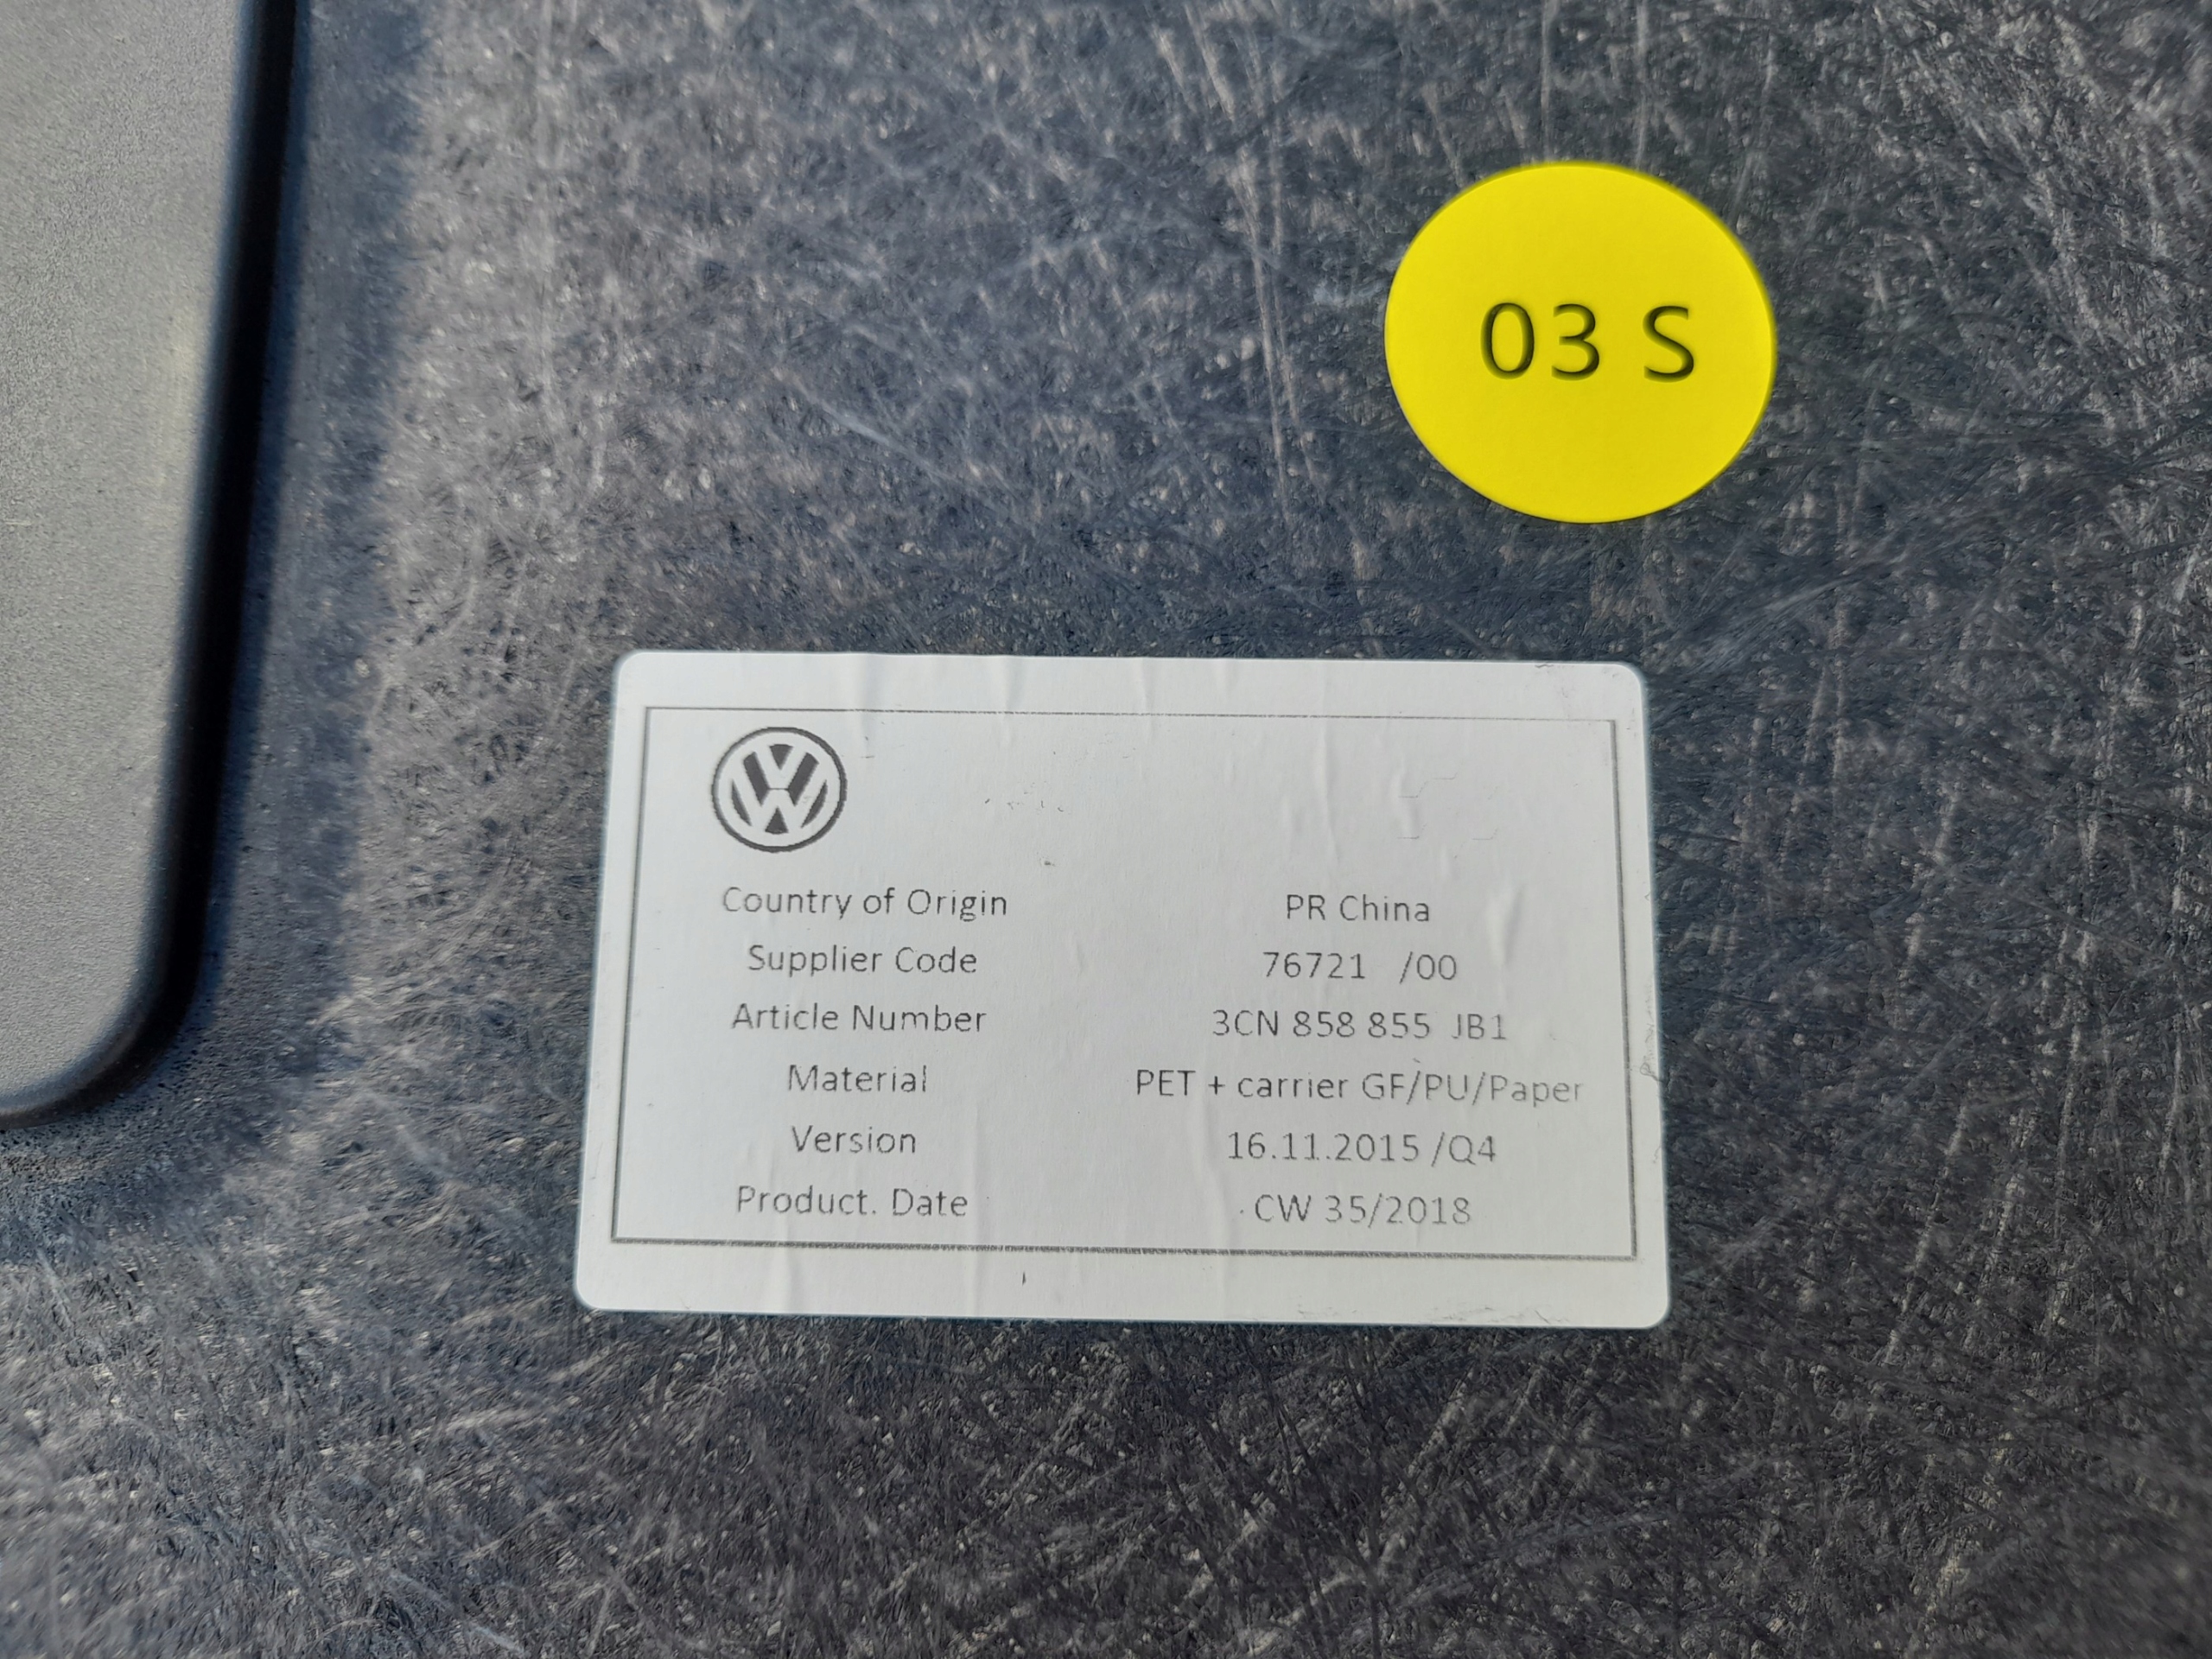 03 S
Country of Origin PR China
Supplier Code 76721 /00
Article Number 3CN 858 855 JB1
Material PET + carrier GF/PU/Paper
Version 16.11.2015 /Q4
Product. Date CW 35/2018